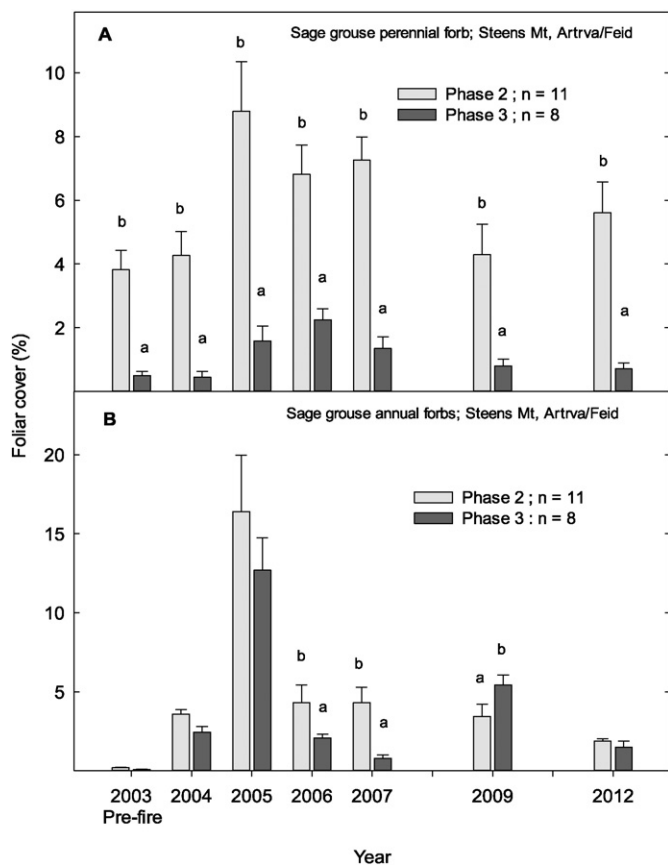 A
Sage grouse perennial forb; Steens Mt, Artrva/Feid
b
b
b
b
b
b
b
Phase 2 ; n = 11
Phase 3 ; n = 8
10
8
6
4
2
a
a
a
a
a
a
a
Foliar cover (%)
B
Sage grouse annual forbs; Steens Mt, Artrva/Feid
Phase 2 ; n = 11
Phase 3 : n = 8
20
15
10
5
b
a
b
a
a
b
2003 2004 2005 2006 2007 2009 2012
Pre-fire
Year